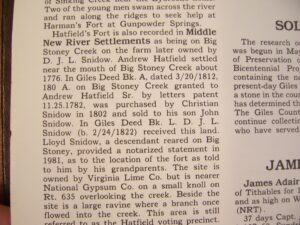 Two of the young men swam across the river
and ran along the ridges to seek help at
Harman's Fort at Gunpowder Springs.
Hatfield's Fort is also recorded in Middle
New River Settlements as being on Big
Stony Creek on the farm later owned by
D. J. L. Snidow. Andrew Hatfield settled
near the mouth of Big Stony Creek about
1776. In Giles Deed Bk. A, dated 3/20/1812,
180 A. on Big Stony Creek granted to
Andrew Hatfield Sr. by letters patent
11.25.1782, was purchased by Christian
Snidow in 1802 and sold to his son John
Snidow. In Giles Deed Bk. L. D. J. L.
Snidow (b. 2/24/1822) received this land.
Lloyd Snidow, a descendant reared on Big
Stony, provided a notarized statement in
1981, as to the location of the fort as told
to him by his grandparents. The site is
owned by Virginia Lime Co. but is nearer
National Gypsum Co. on a small knoll on
Rt. 635 overlooking the creek. Beside the
site is a large ravine where a branch once
flowed into the creek. This area is still
referred to as the Hatfield voting precinct.
SOL
The research o
was begun in May
of Preservation o
Bicentennial Pro
containing the na
present-day Giles
a stone in the cou
has determined th
The Giles Count
continue collecti
who have served
JAM
James Adair
of Tithables for 1
and as high on W
(NRT).
37 days Capt.